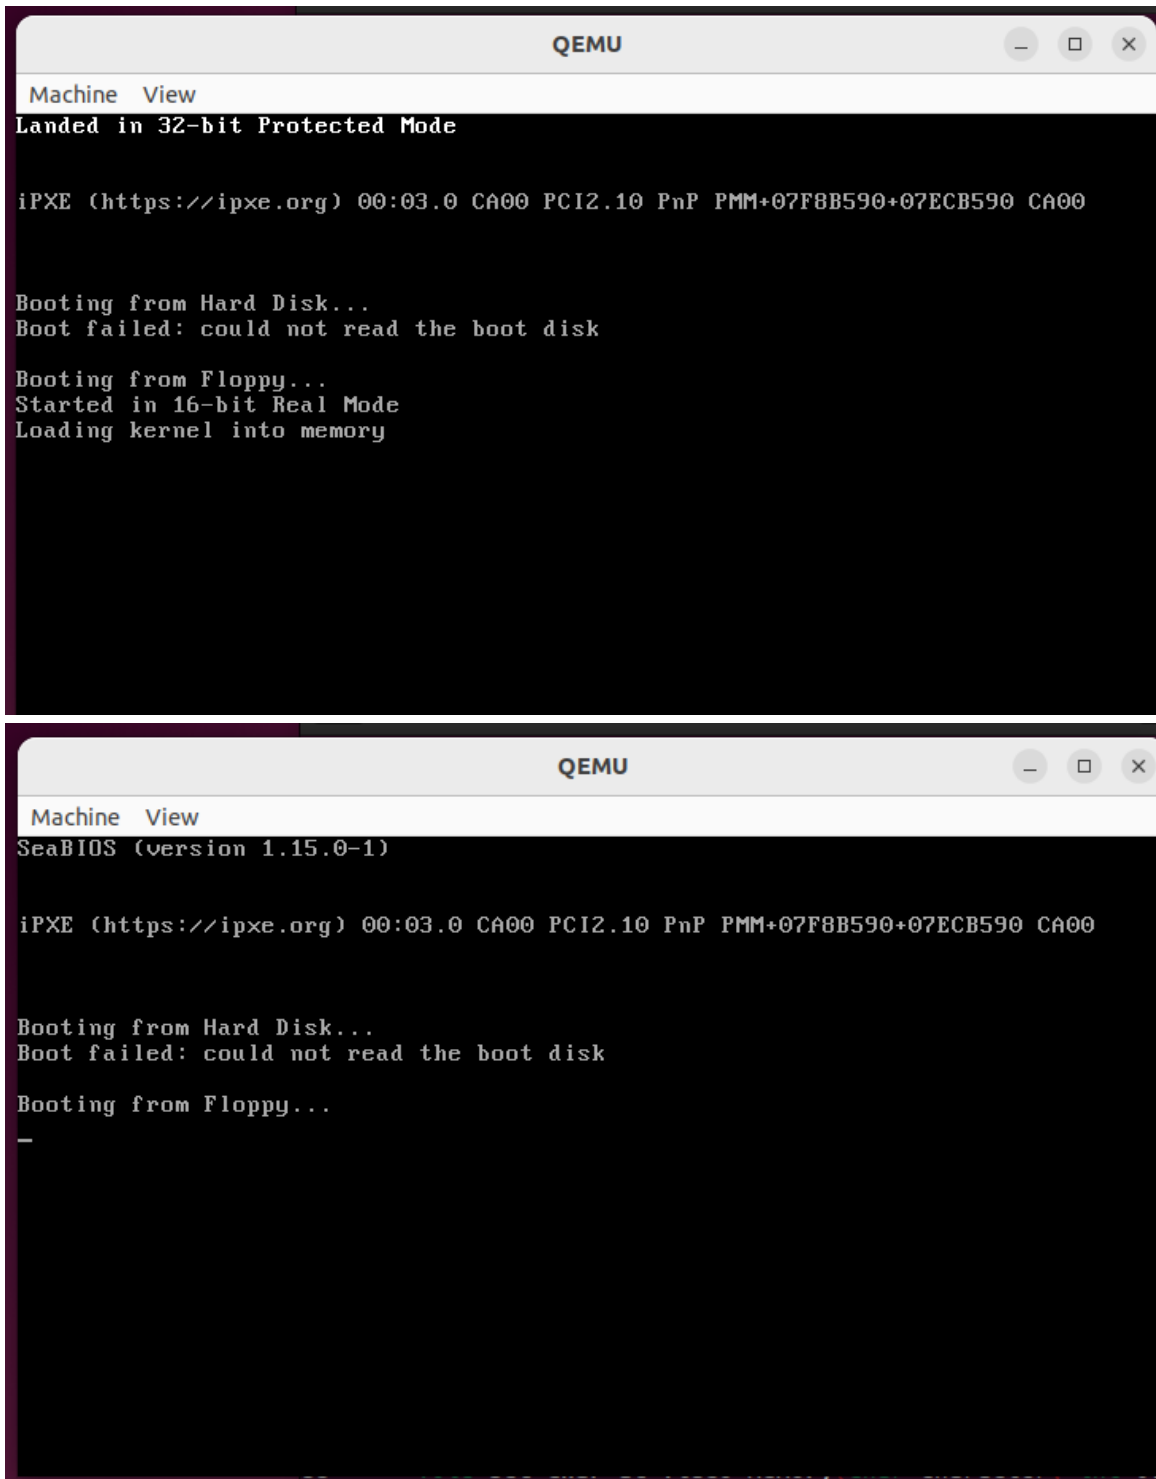 QEMU
Machine View
Landed in 32-bit Protected Mode
iPXE (https://ipxe.org) 00:03.0 CA00 PCI2.10 PnP PMM+07F8B590+07ECB590 CA00
Booting from Hard Disk...
Boot failed: could not read the boot disk
Booting from Floppy...
Started in 16-bit Real Mode
Loading kernel into memory
QEMU
Machine View
SeaBIOS (version 1.15.0-1)
iPXE (https://ipxe.org) 00:03.0 CA00 PCI2.10 PnP PMM+07F8B590+07ECB590 CA00
Booting from Hard Disk...
Boot failed: could not read the boot disk
Booting from Floppy...